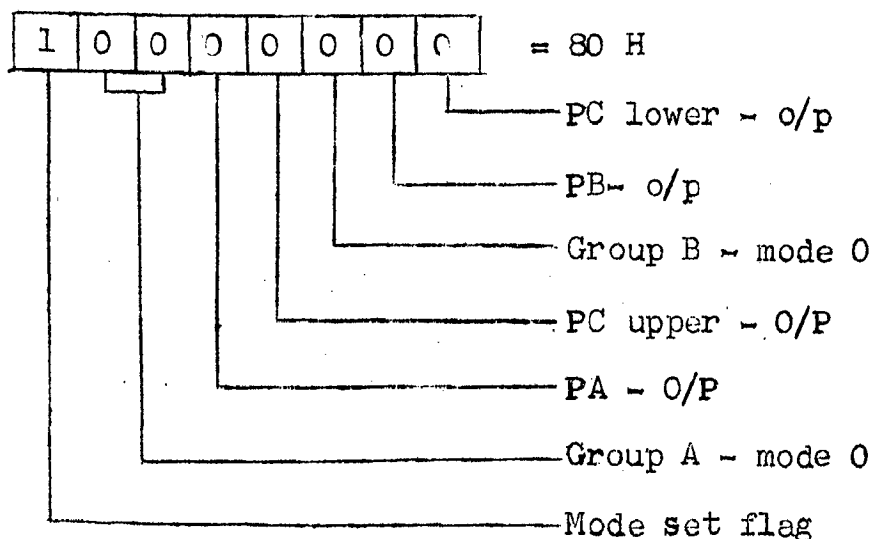 1 0 0 0 0 0 0 0 = 80 H
PC lower - o/p
PB- o/p
Group B - mode 0
PC upper - O/P
PA - O/P
Group A - mode 0
Mode set flag